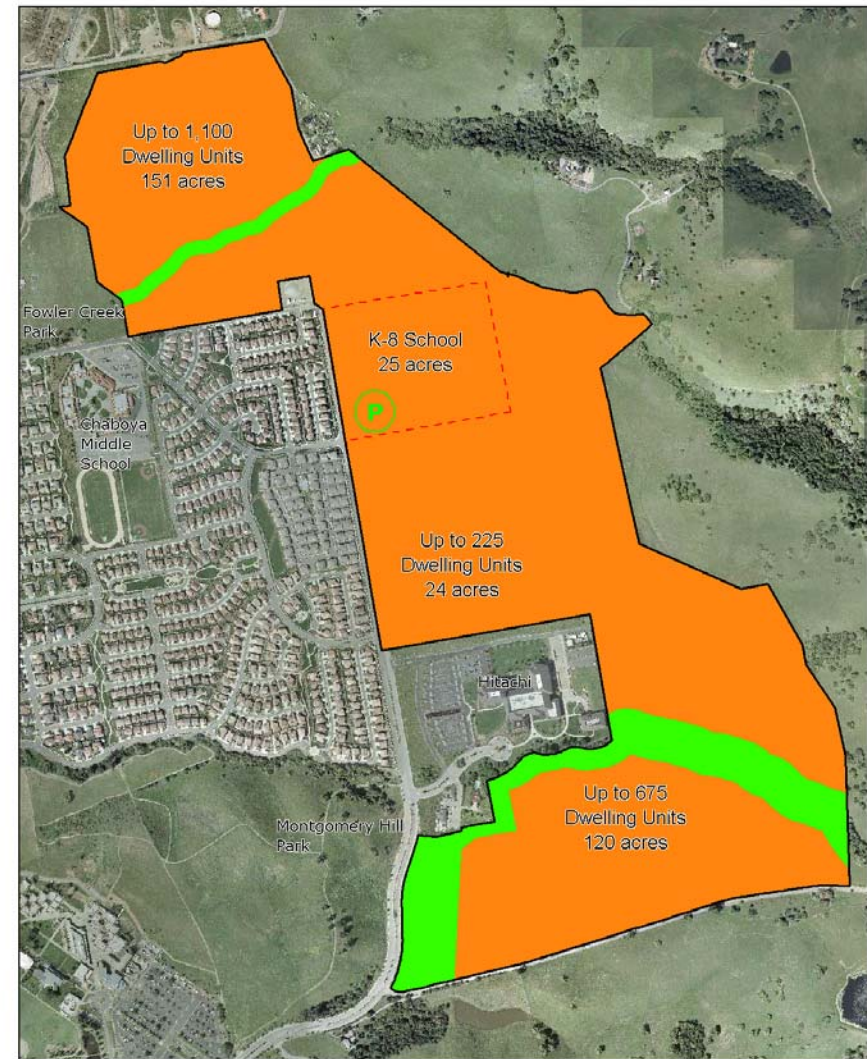 Up to 1,100
Dwelling Units
151 acres
Fowler Creek
Park
K-8 School
25 acres
P
Chaboya
Middle
School
Up to 225
Dwelling Units
24 acres
Hitachi
Up to 675
Dwelling Units
120 acres
Montgomery Hill
Park